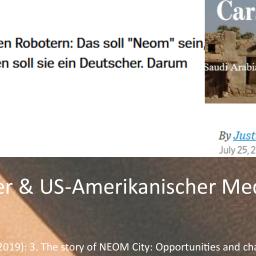 en Robotern: Das soll "Neom" sein,
en soll sie ein Deutscher. Darum
Car
Saudi Arabia
By Just
July 25, 2
er & US-Amerikanischer Med
2019): 3. The story of NEOM City: Opportunities and cha